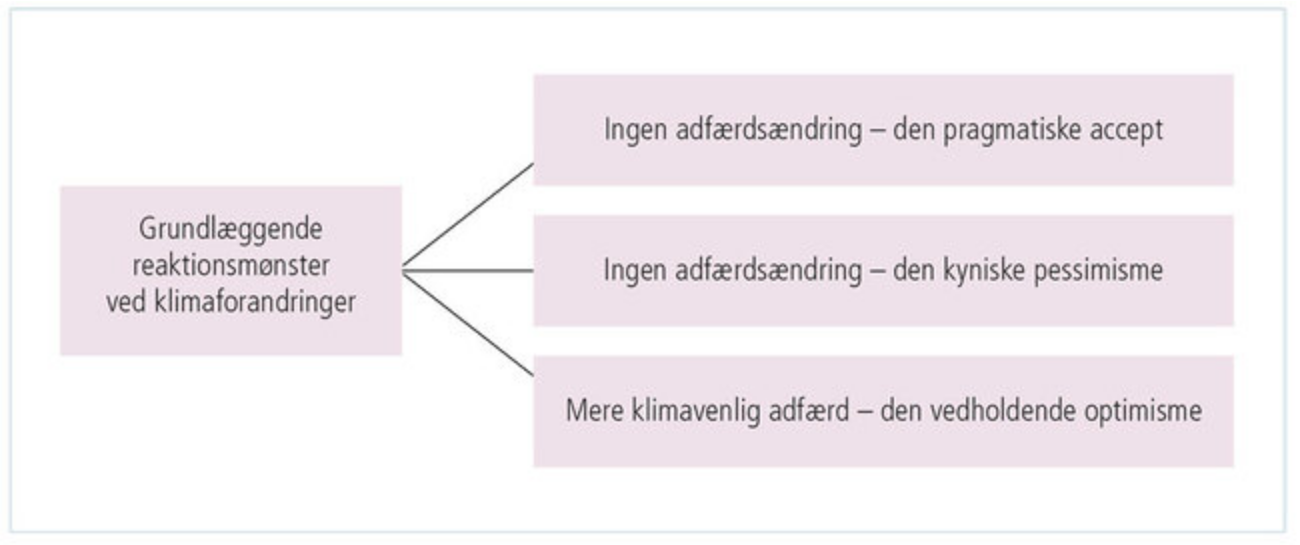 Grundlæggende
reaktionsmønster
ved klimaforandringer
Ingen adfærdsændring – den pragmatiske accept
Ingen adfærdsændring – den kyniske pessimisme
Mere klimavenlig adfærd – den vedholdende optimisme